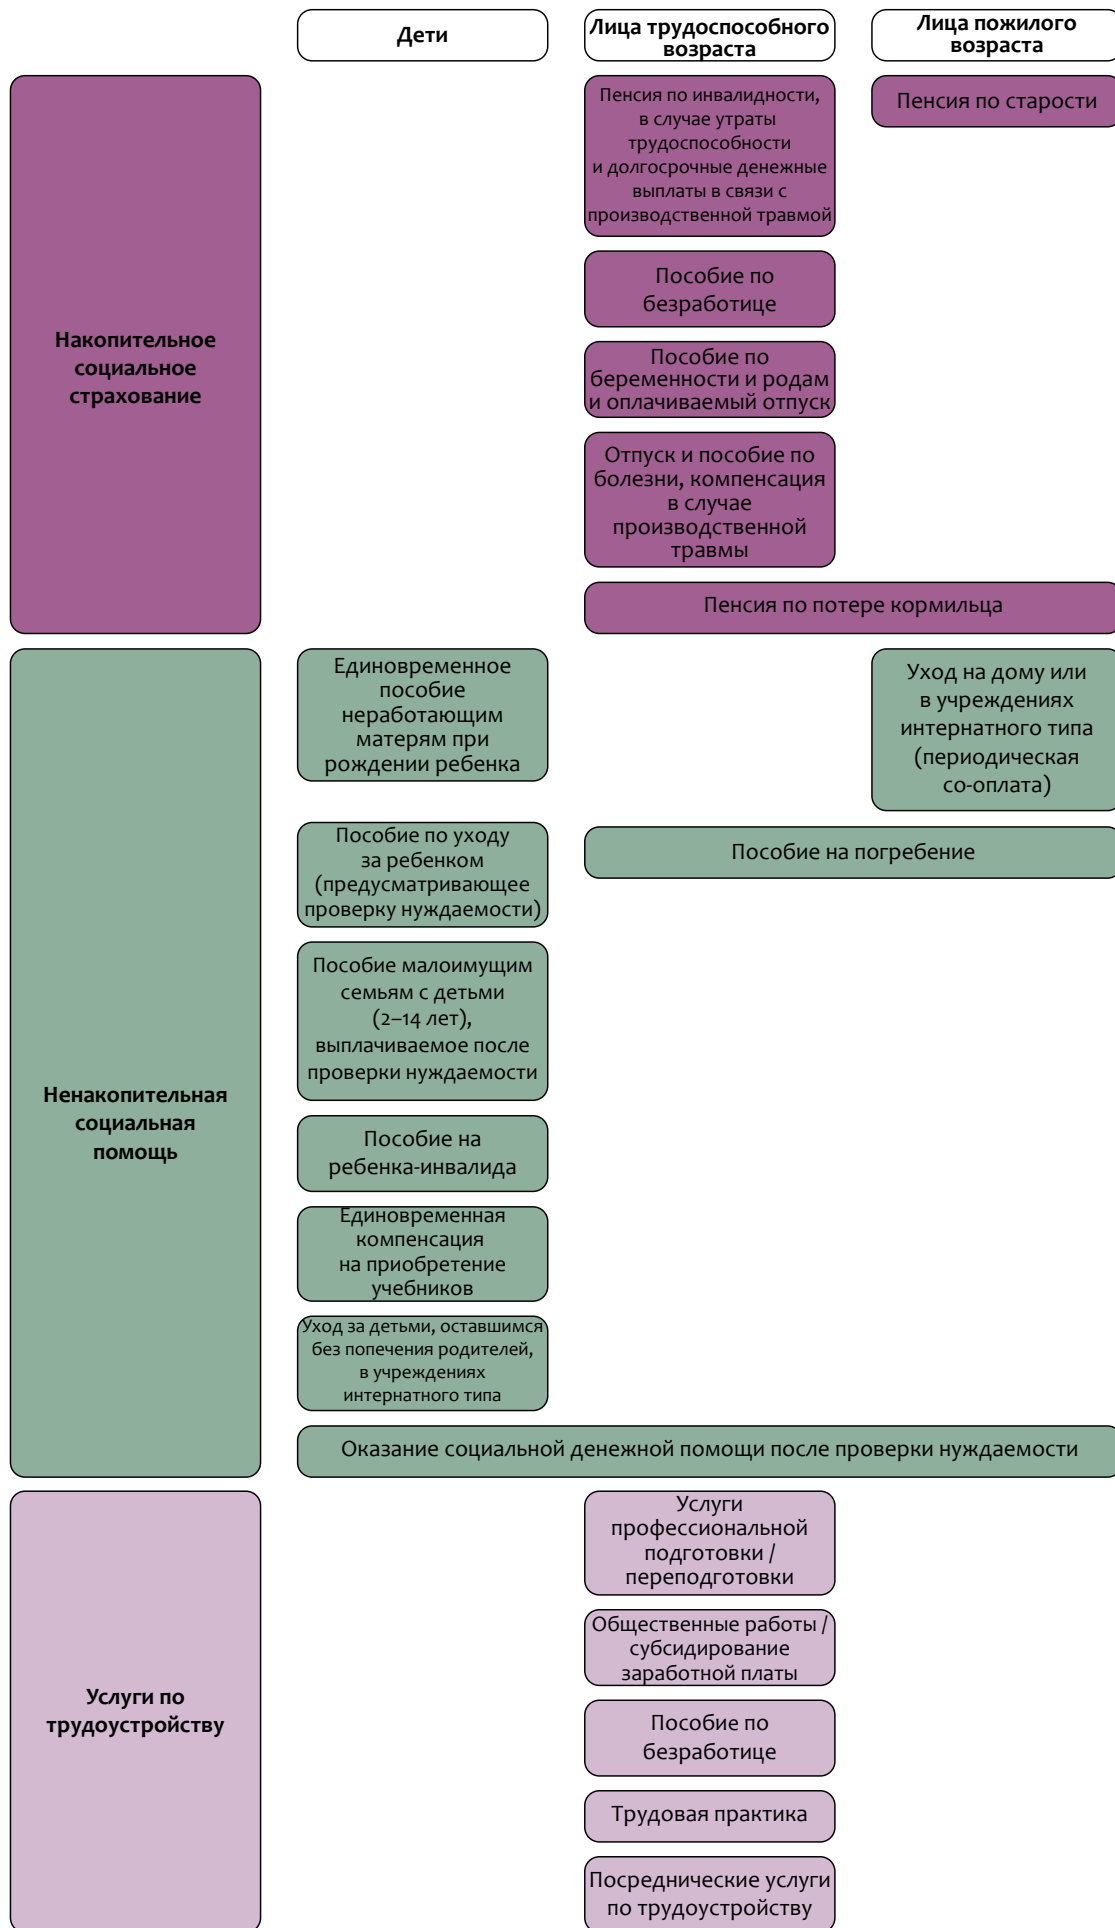 Дети
Лица трудоспособного
возраста
Лица пожилого
возраста
Накопительное
социальное
страхование
Пенсия по инвалидности,
в случае утраты
трудоспособности
и долгосрочные денежные
выплаты в связи с
производственной травмой
Пенсия по старости
Пособие по
безработице
Пособие по
беременности и родам
и оплачиваемый отпуск
Отпуск и пособие по
болезни, компенсация
в случае
производственной
травмы
Пенсия по потере кормильца
Ненакопительная
социальная
помощь
Единовременное
пособие
неработающим
матерям при
рождении ребенка
Уход на дому или
в учреждениях
интернатного типа
(периодическая
со-оплата)
Пособие по уходу
за ребенком
(предусматривающее
проверку нуждаемости)
Пособие на погребение
Пособие малоимущим
семьям с детьми
(2–14 лет),
выплачиваемое после
проверки нуждаемости
Пособие на
ребенка-инвалида
Единовременная
компенсация
на приобретение
учебников
Уход за детьми, оставшимся
без попечения родителей,
в учреждениях
интернатного типа
Оказание социальной денежной помощи после проверки нуждаемости
Услуги по
трудоустройству
Услуги
профессиональной
подготовки /
переподготовки
Общественные работы /
субсидирование
заработной платы
Пособие по
безработице
Трудовая практика
Посреднические услуги
по трудоустройству